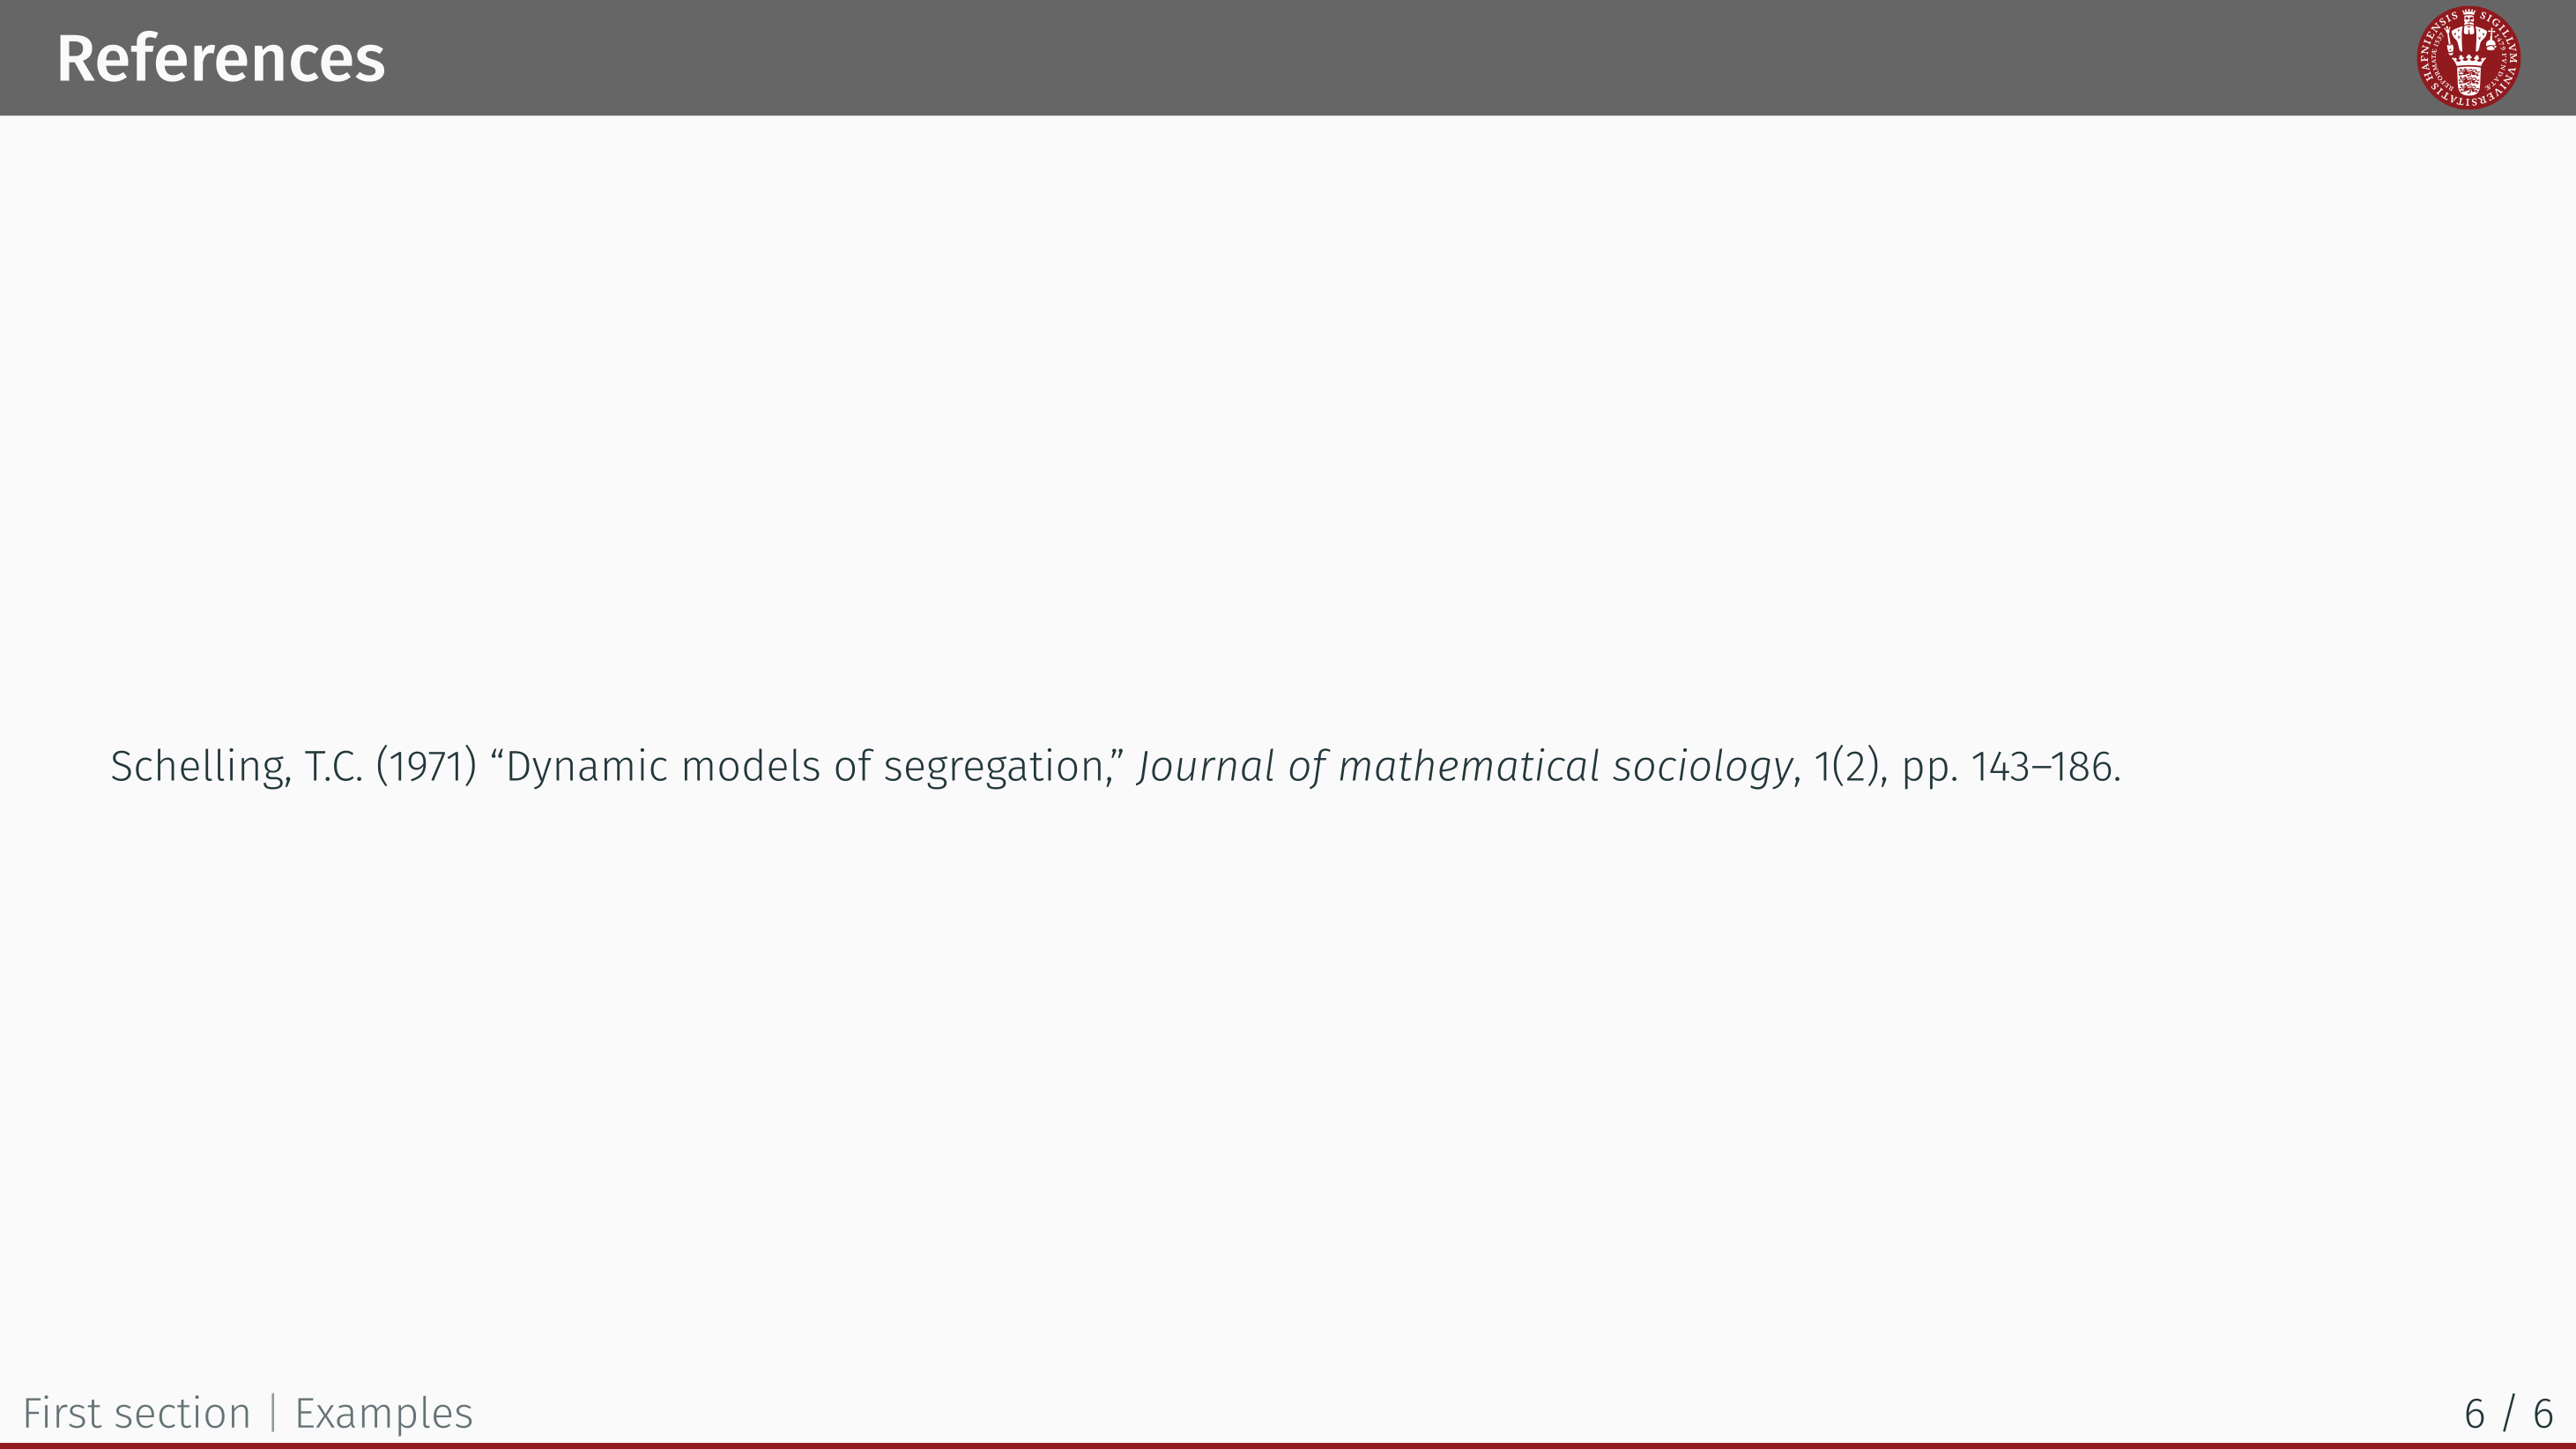 References
SIGILLVM VNIVERSITATIS HAFNIENSIS
Schelling, T.C. (1971) “Dynamic models of segregation,” Journal of mathematical sociology, 1(2), pp. 143–186.
First section | Examples
6 / 6